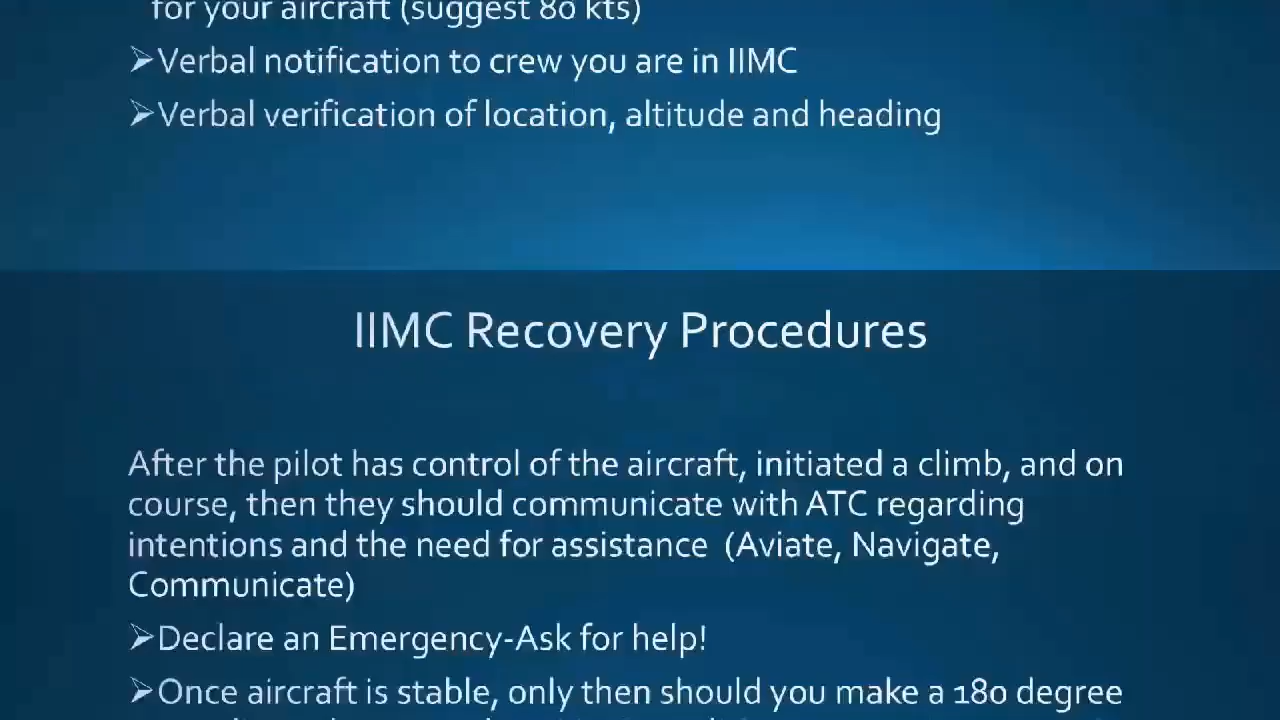 for your aircraft (suggest 80 kts)
➢Verbal notification to crew you are in IIMC
➢Verbal verification of location, altitude and heading
IIMC Recovery Procedures
After the pilot has control of the aircraft, initiated a climb, and on
course, then they should communicate with ATC regarding
intentions and the need for assistance (Aviate, Navigate,
Communicate)
➢Declare an Emergency-Ask for help!
➢Once aircraft is stable, only then should you make a 180 degree